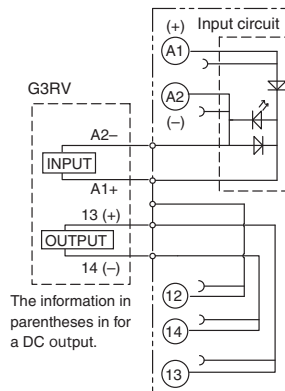 Input circuit
(+)
A1
G3RV
A2
(–)
A2–
INPUT
A1+
13 (+)
OUTPUT
14 (–)
The information in
parentheses in for
a DC output.
12
14
13